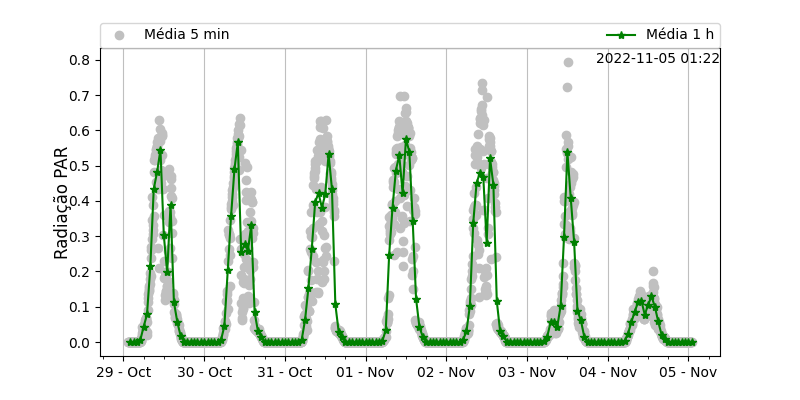 Média 5 min
Média 1 h
2022-11-05 01:22
Radiação PAR
0.8
0.7
0.6
0.5
0.4
0.3
0.2
0.1
0.0
29 - Oct
30 - Oct
31 - Oct
01 - Nov
02 - Nov
03 - Nov
04 - Nov
05 - Nov